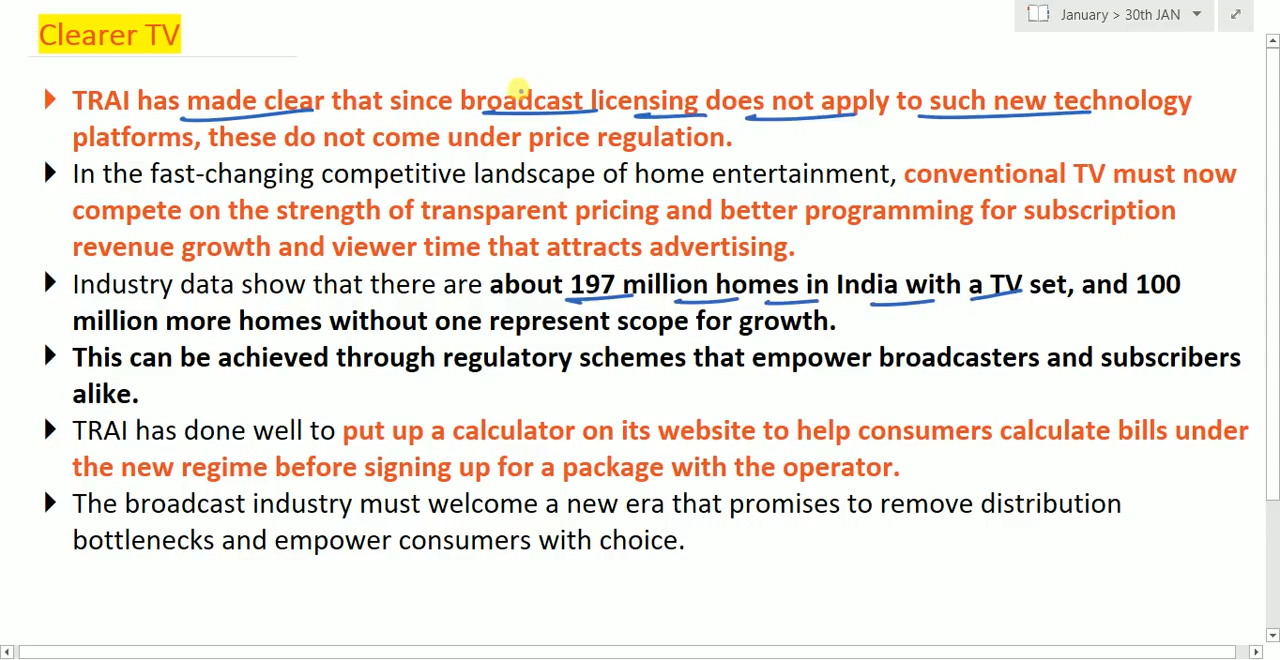 January > 30th JAN
Clearer TV
TRAI has made clear that since broadcast licensing does not apply to such new technology
platforms, these do not come under price regulation.
In the fast-changing competitive landscape of home entertainment, conventional TV must now
compete on the strength of transparent pricing and better programming for subscription
revenue growth and viewer time that attracts advertising.
Industry data show that there are about 197 million homes in India with a TV set, and 100
million more homes without one represent scope for growth.
This can be achieved through regulatory schemes that empower broadcasters and subscribers
alike.
TRAI has done well to put up a calculator on its website to help consumers calculate bills under
the new regime before signing up for a package with the operator.
The broadcast industry must welcome a new era that promises to remove distribution
bottlenecks and empower consumers with choice.